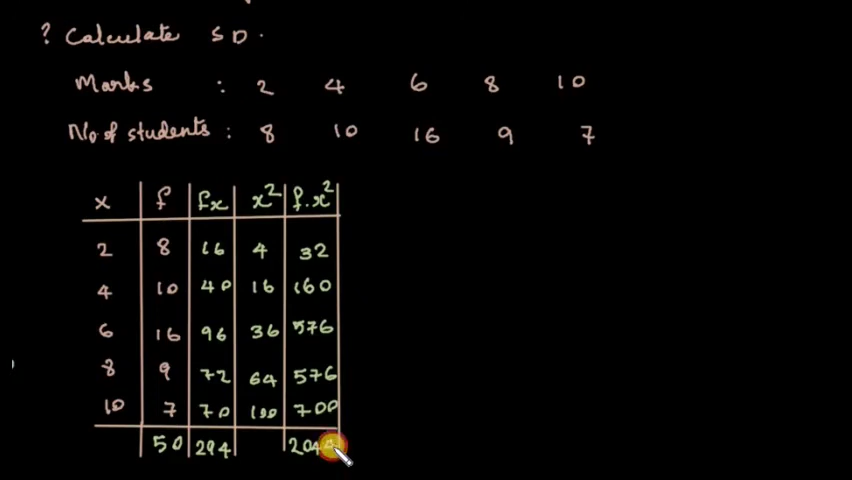 ? Calculate SD.
Marks : 2 4 6 8 10
No of students : 8 10 16 9 7
x f fx x² f.x²
2 8 16 4 32
4 10 40 16 160
6 16 96 36 576
8 9 72 64 576
10 7 70 100 700
50 294 2044